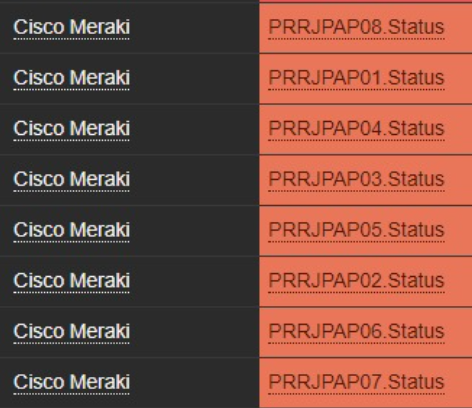 Cisco Meraki PRRJPAP08.Status
Cisco Meraki PRRJPAP01.Status
Cisco Meraki PRRJPAP04.Status
Cisco Meraki PRRJPAP03.Status
Cisco Meraki PRRJPAP05.Status
Cisco Meraki PRRJPAP02.Status
Cisco Meraki PRRJPAP06.Status
Cisco Meraki PRRJPAP07.Status